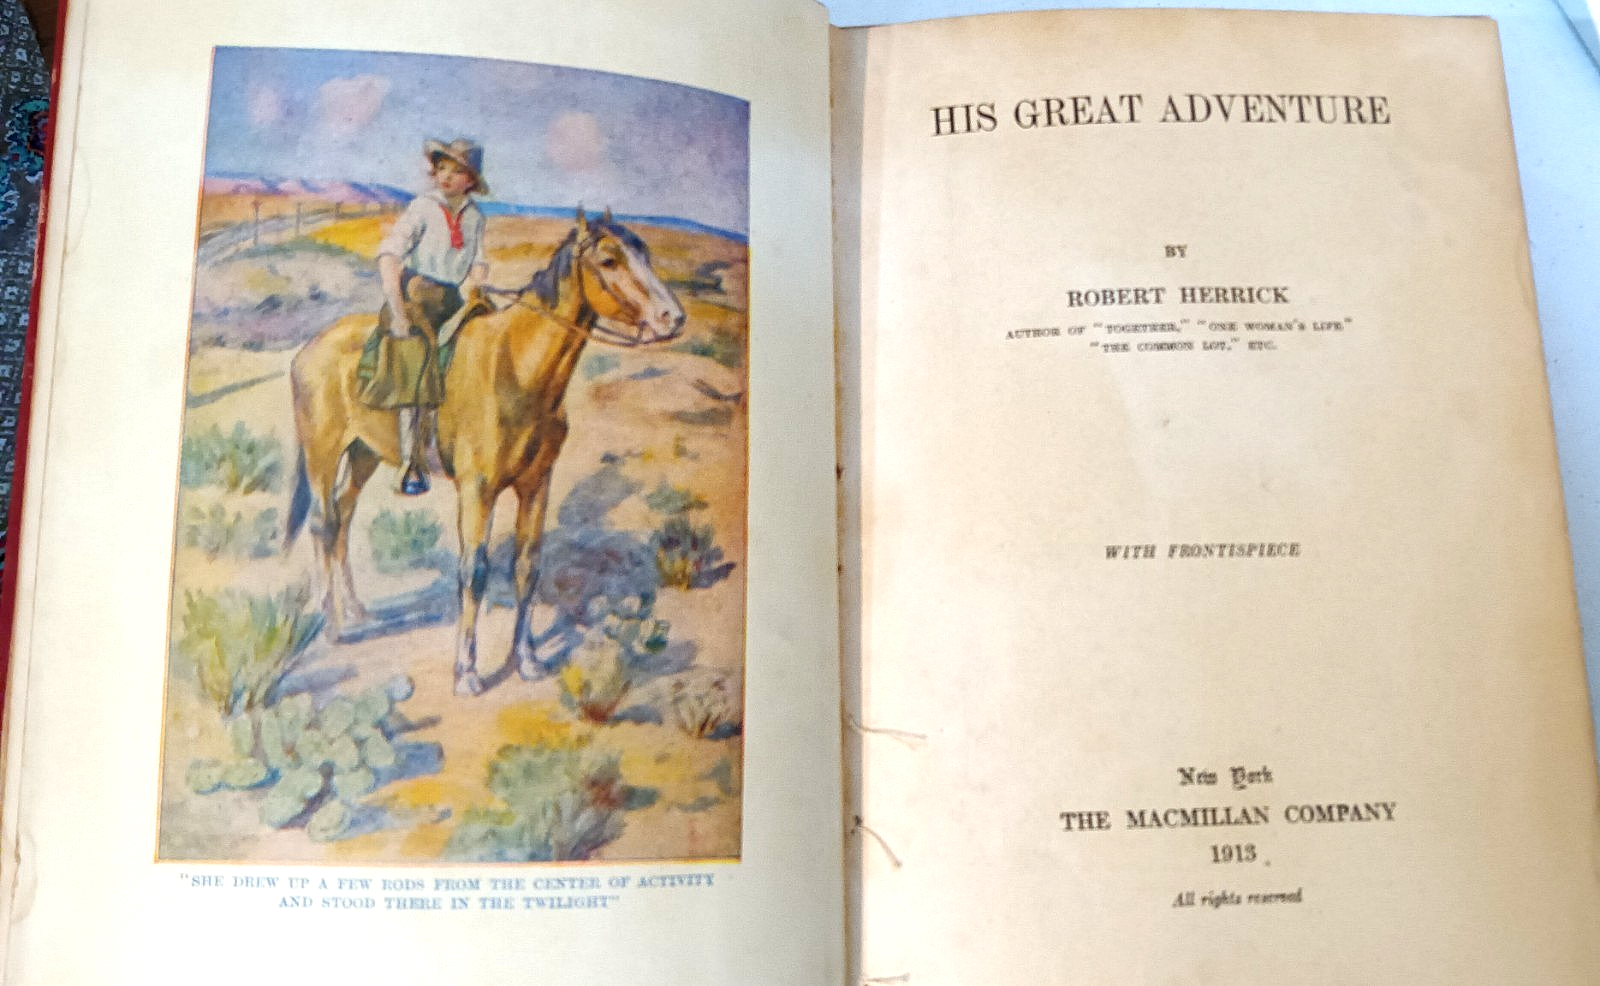 "SHE DREW UP A FEW RODS FROM THE CENTER OF ACTIVITY
AND STOOD THERE IN THE TWILIGHT"
HIS GREAT ADVENTURE
BY
ROBERT HERRICK
AUTHOR OF "TOGETHER," "ONE WOMAN'S LIFE"
"THE COMMON LOT," ETC.
WITH FRONTISPIECE
New York
THE MACMILLAN COMPANY
1913
All rights reserved